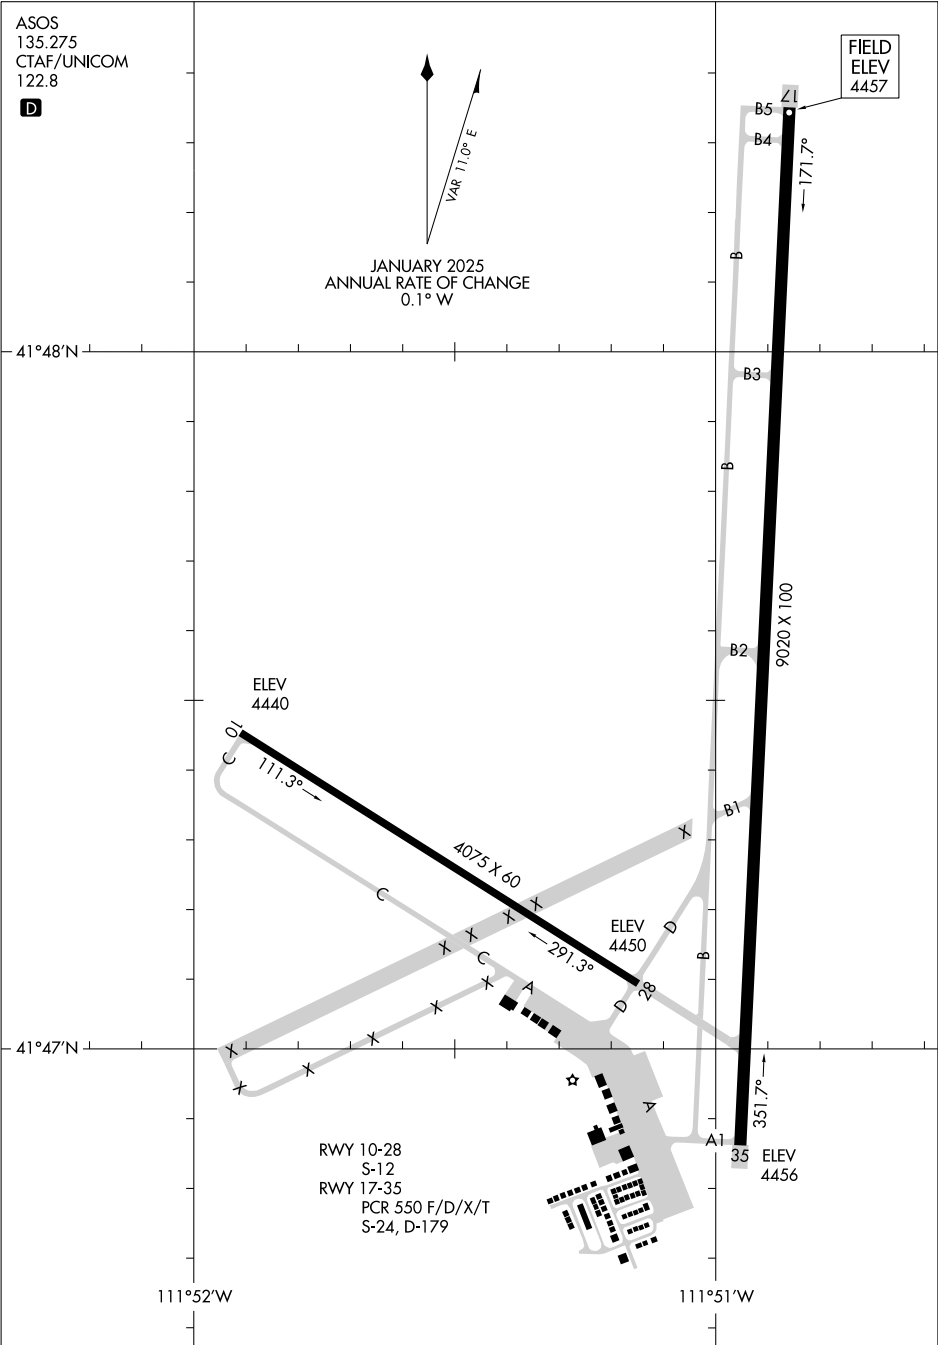 ASOS
135.275
CTAF/UNICOM
122.8
D
VAR 11.0° E
JANUARY 2025
ANNUAL RATE OF CHANGE
0.1° W
FIELD
ELEV
4457
17
B5
B4
171.7°
B
41°48'N
B3
B
9020 X 100
B2
ELEV
4440
10
C
111.3°
B1
X
4075 X 60
C
X
X
X
X
ELEV
4450
D
291.3°
B
C
X
A
28
D
X
X
X
41°47'N
X
X
A
351.7°
A1
35
ELEV
4456
RWY 10-28
S-12
RWY 17-35
PCR 550 F/D/X/T
S-24, D-179
111°52'W
111°51'W